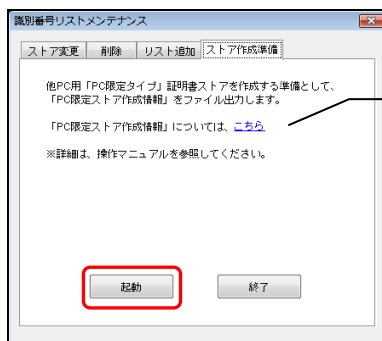 識別番号リストメンテナンス
ストア変更 削除 リスト追加 ストア作成準備
他PC用「PC限定タイプ」証明書ストアを作成する準備として、
「PC限定ストア作成情報」をファイル出力します。
「PC限定ストア作成情報」については、こちら
※詳細は、操作マニュアルを参照してください。
起動 終了